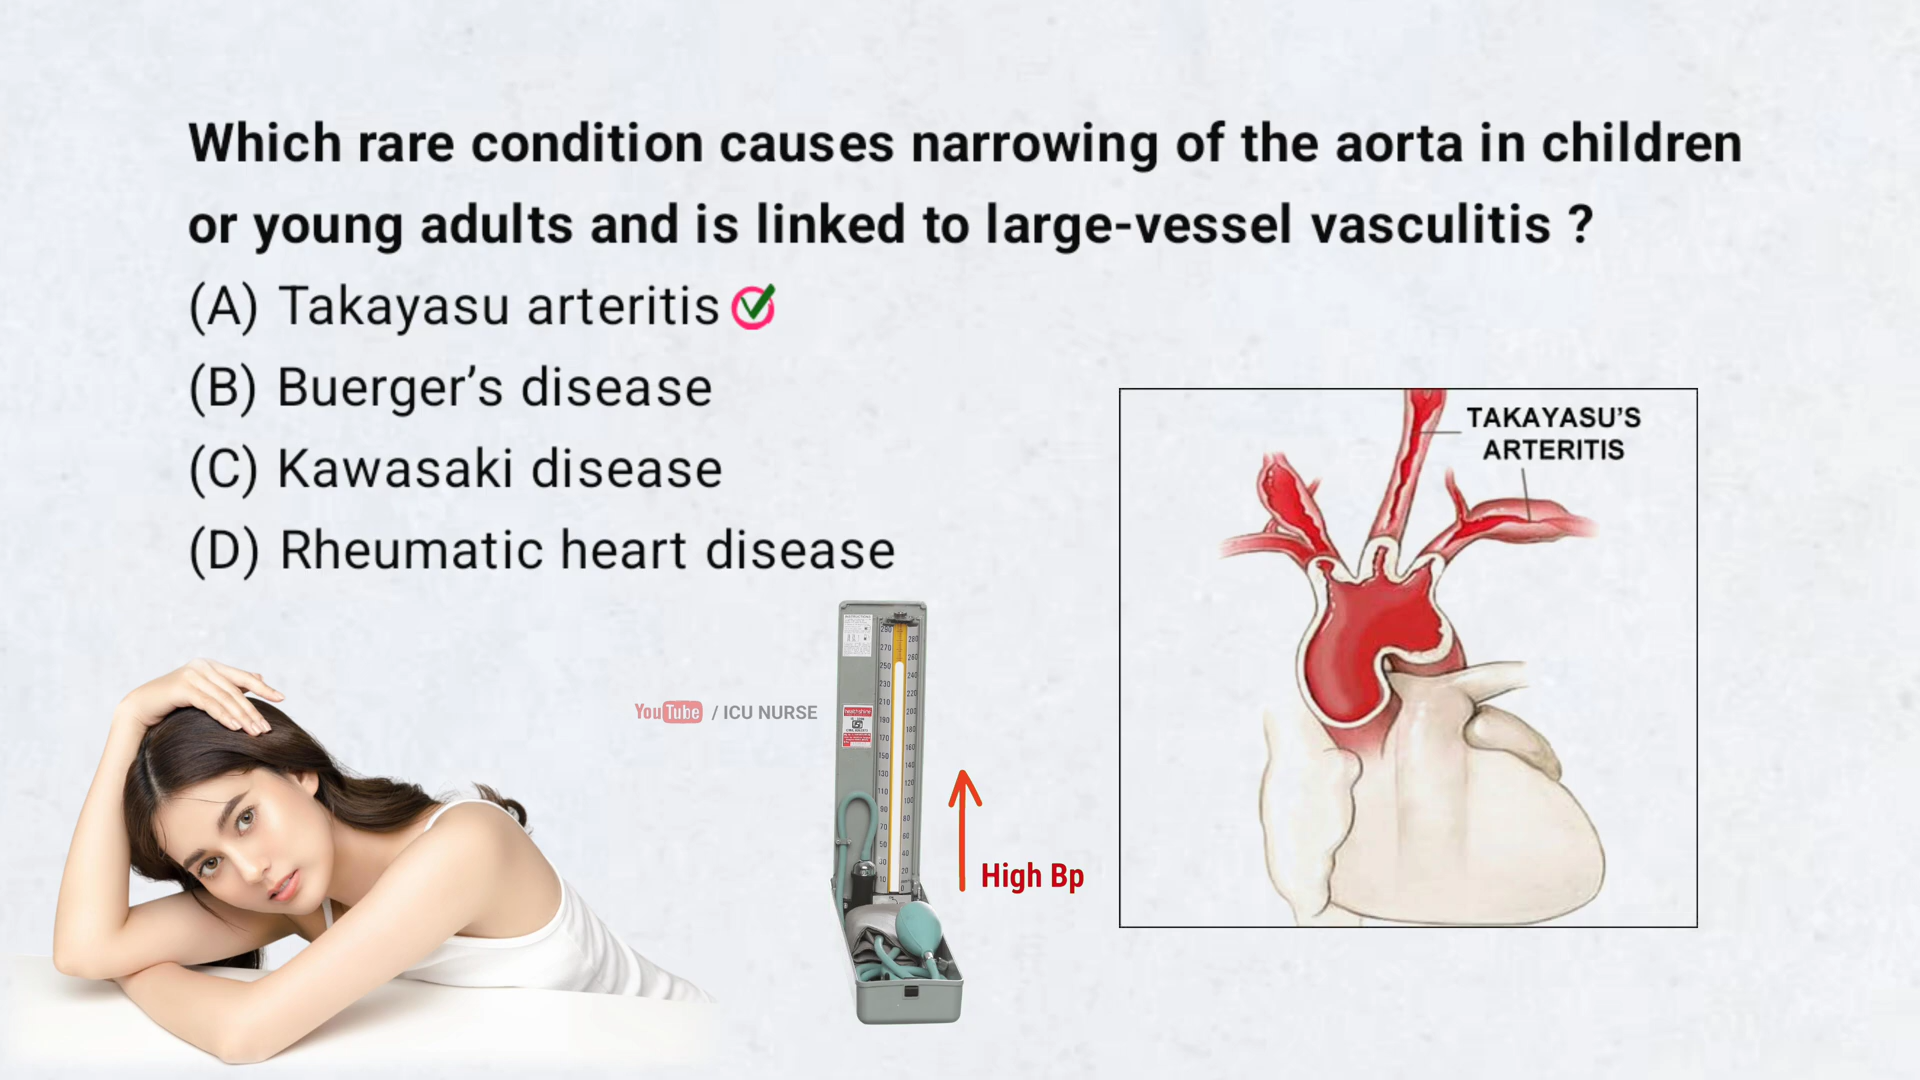 Which rare condition causes narrowing of the aorta in children
or young adults and is linked to large-vessel vasculitis ?
(A) Takayasu arteritis
(B) Buerger’s disease
(C) Kawasaki disease
(D) Rheumatic heart disease
TAKAYASU’S
ARTERITIS
YouTube / ICU NURSE
High Bp